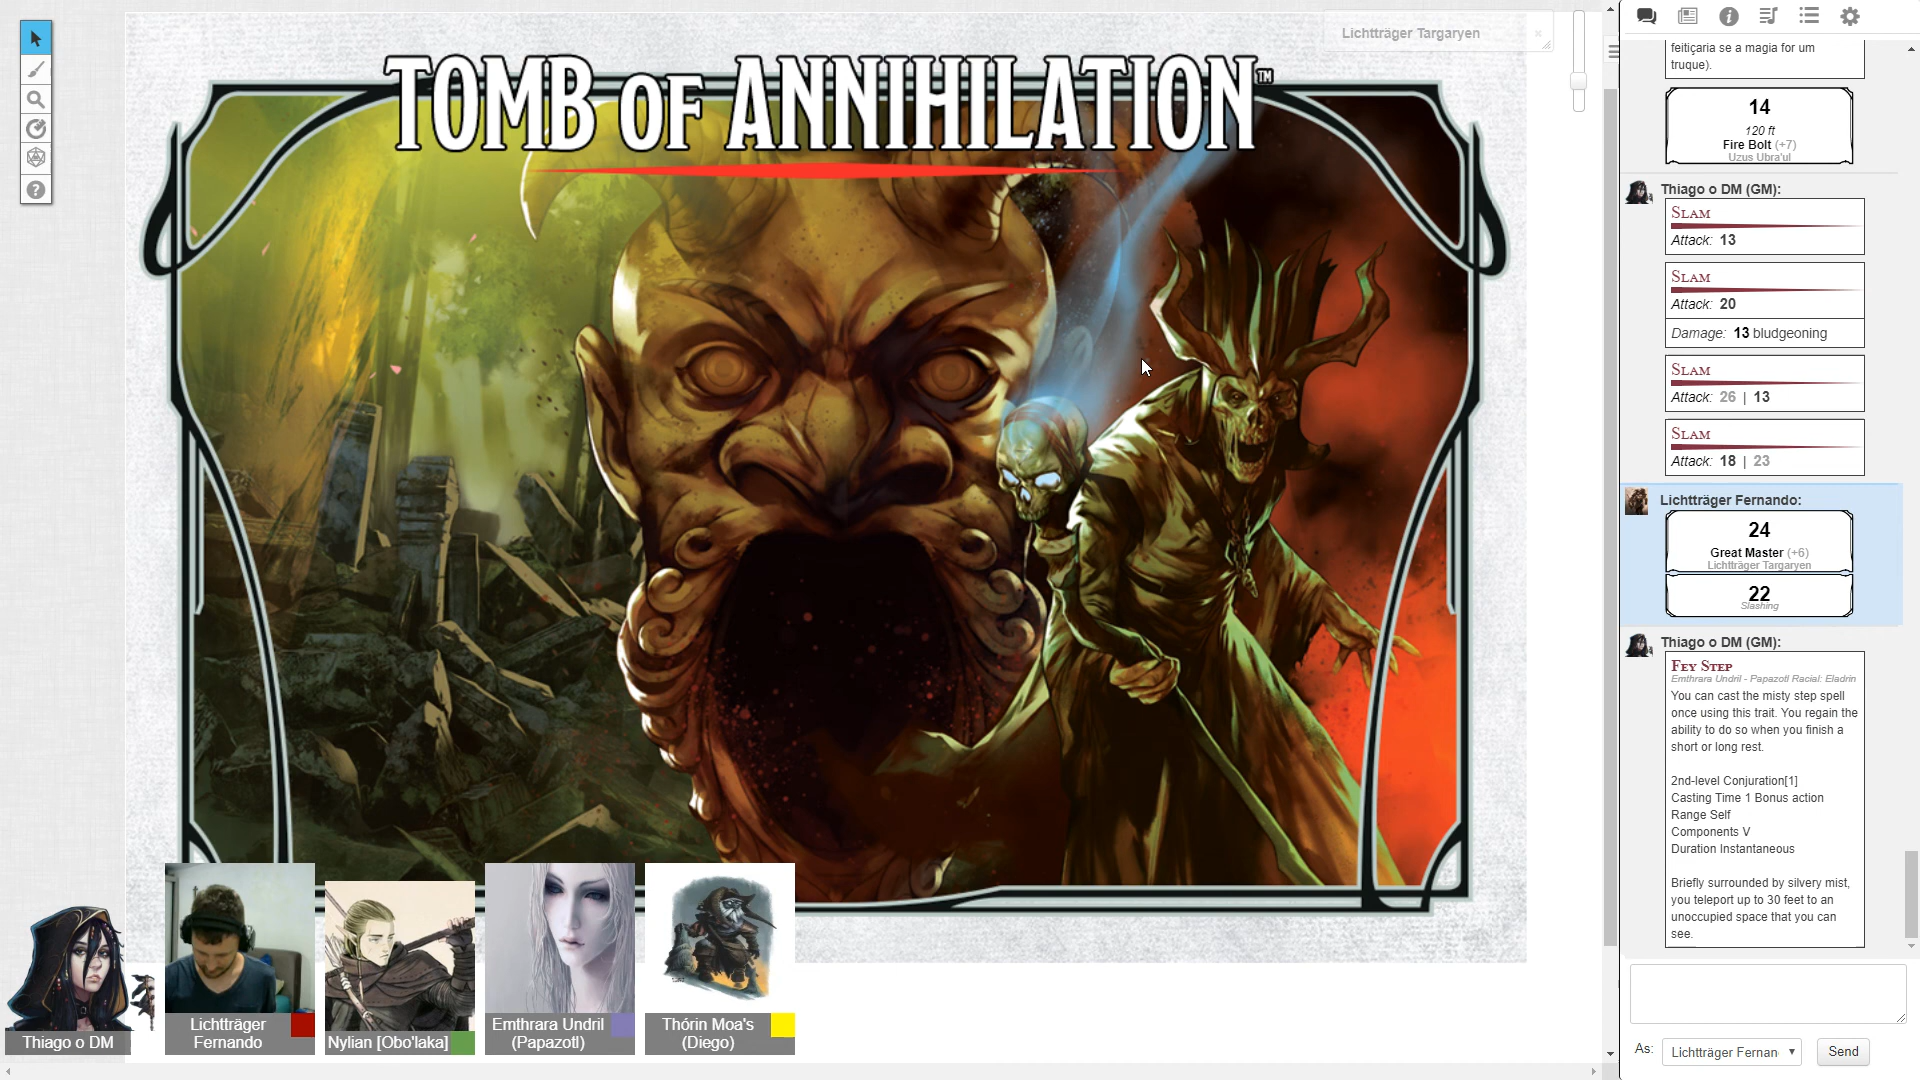 TOMB OF ANNIHILATION™
Lichtträger Targaryen
Thiago o DM
Lichtträger
Fernando
Nylian [Obo'laka]
Emthrara Undril
(Papazotl)
Thórin Moa's
(Diego)
feitiçaria se a magia for um
truque).
14
120 ft
Fire Bolt (+7)
Uzus Ubra'ul
Thiago o DM (GM):
Slam
Attack: 13
Slam
Attack: 20
Damage: 13 bludgeoning
Slam
Attack: 26 | 13
Slam
Attack: 18 | 23
Lichtträger Fernando:
24
Great Master (+6)
Lichtträger Targaryen
22
Slashing
Thiago o DM (GM):
Fey Step
Emthrara Undril - Papazotl Racial: Eladrin
You can cast the misty step spell
once using this trait. You regain the
ability to do so when you finish a
short or long rest.
2nd-level Conjuration[1]
Casting Time 1 Bonus action
Range Self
Components V
Duration Instantaneous
Briefly surrounded by silvery mist,
you teleport up to 30 feet to an
unoccupied space that you can
see.
As: Lichtträger Fernan Send